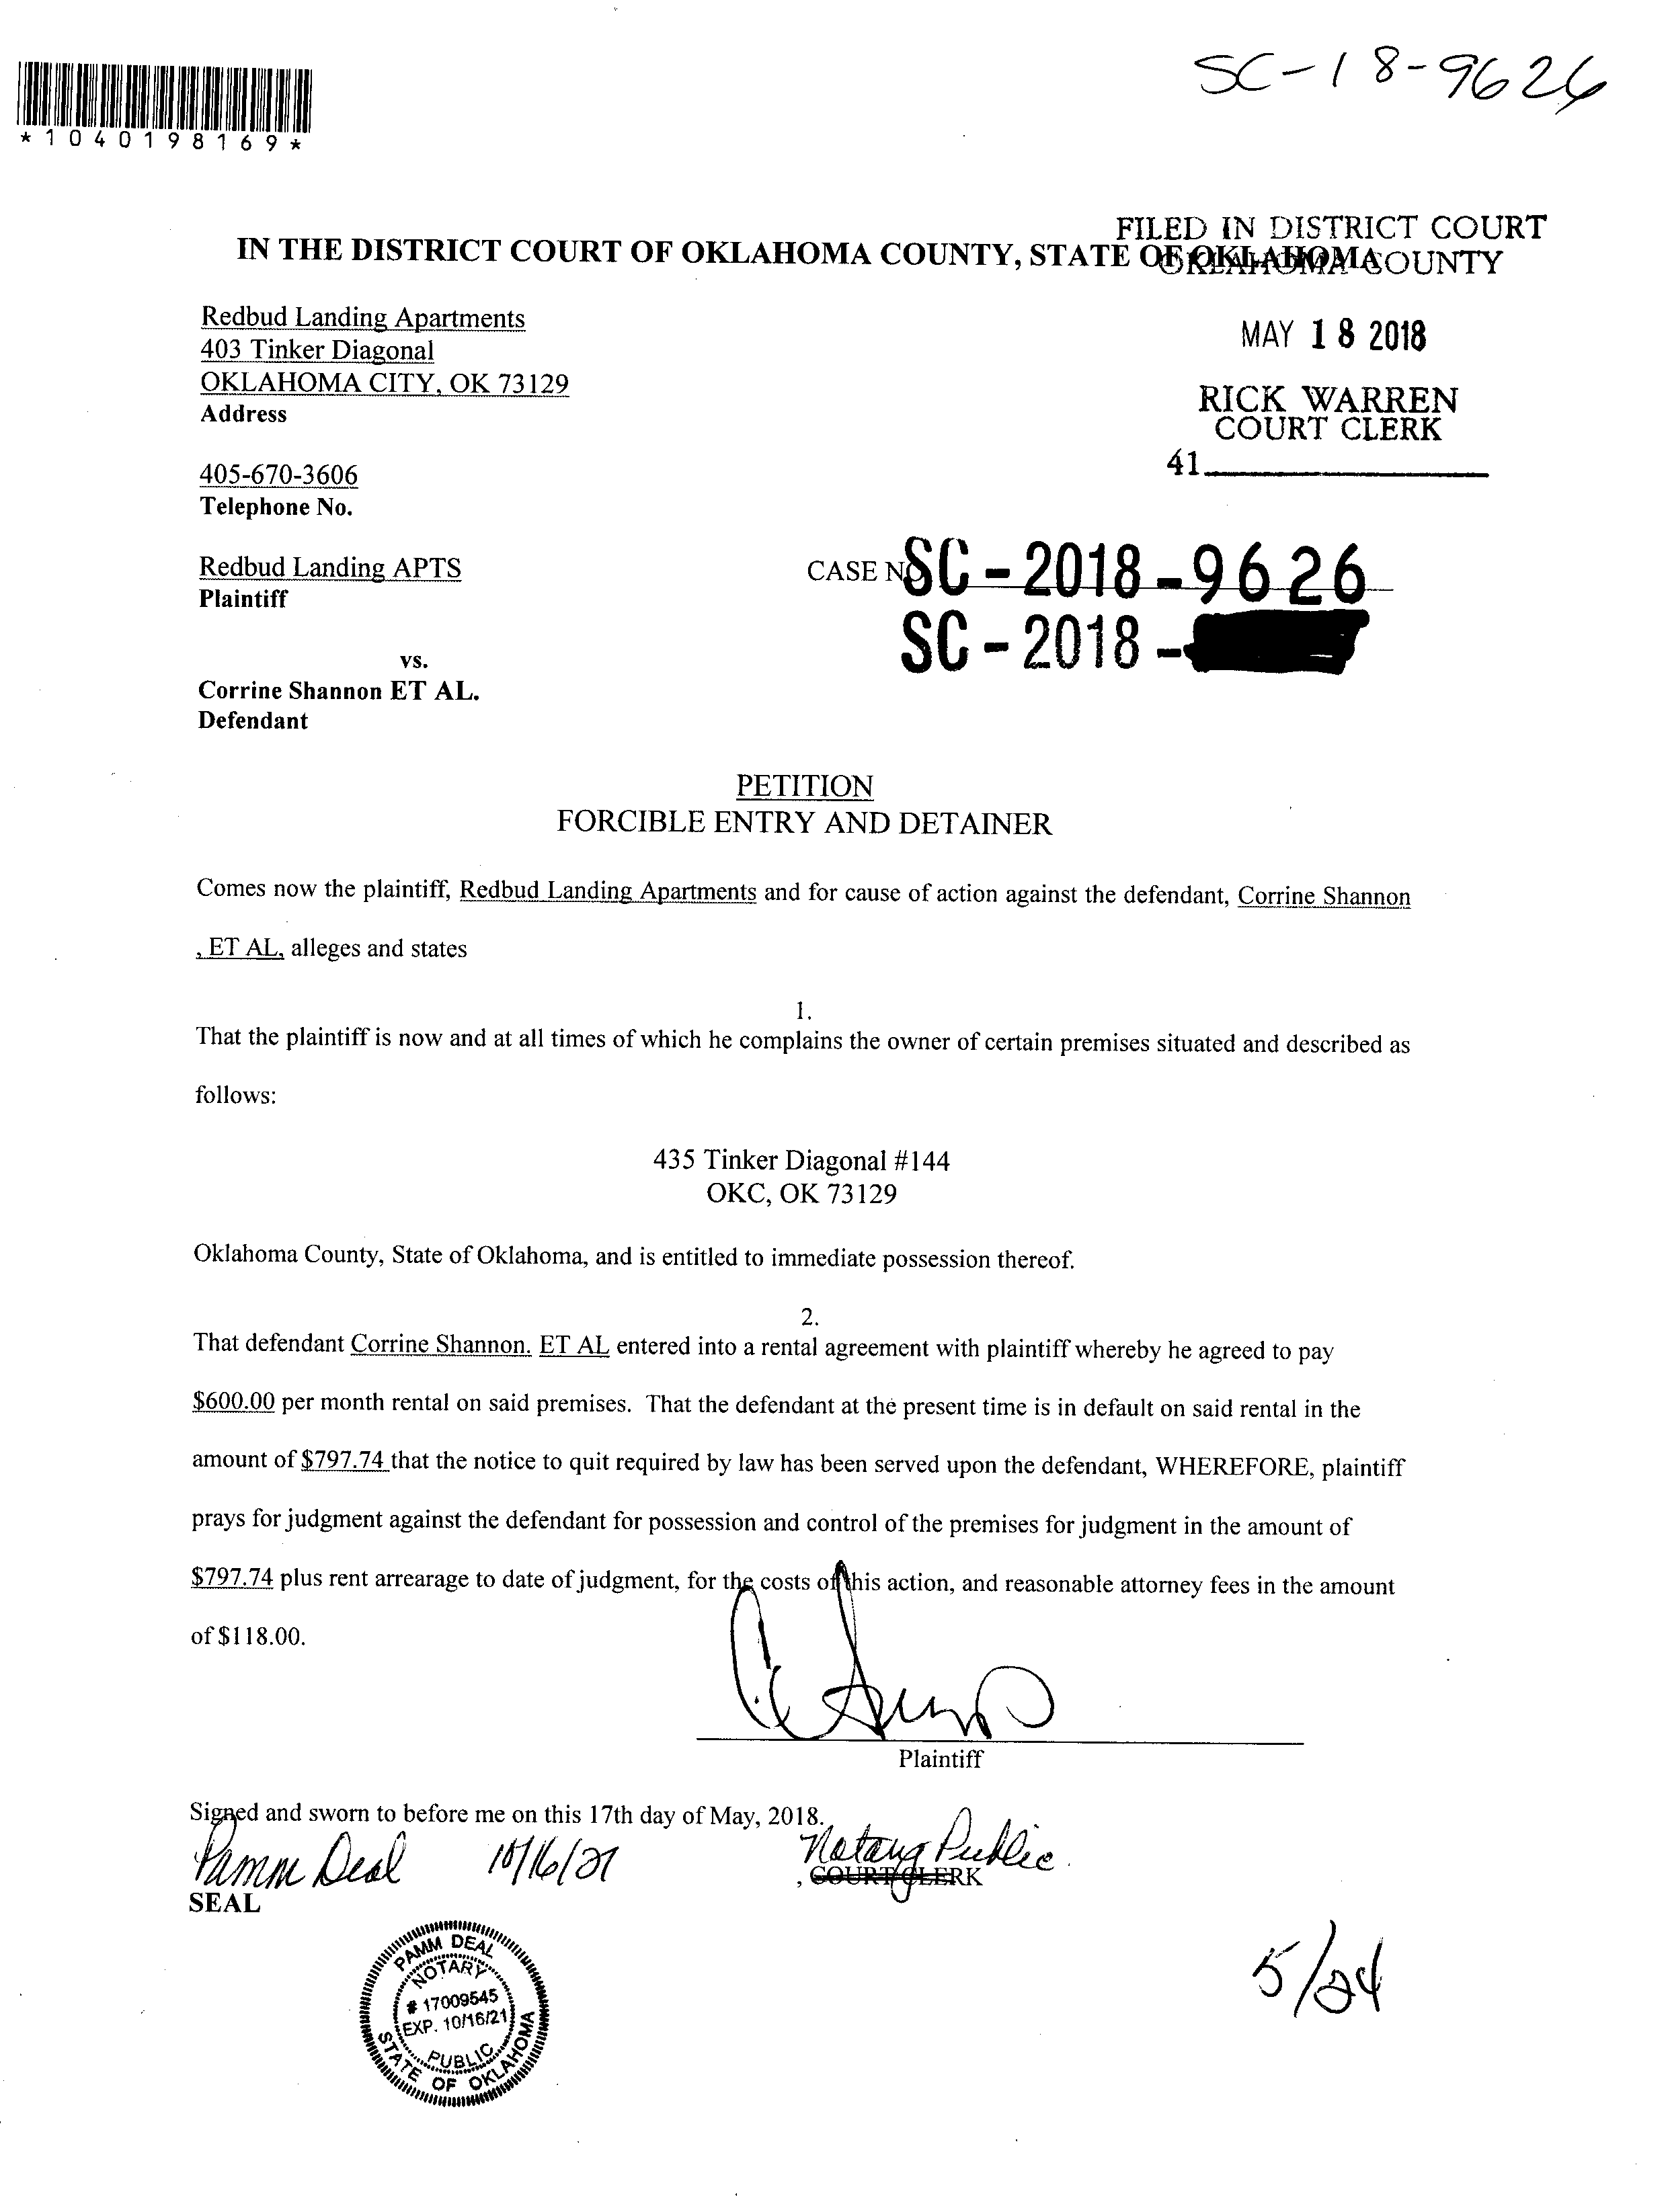 SC-18-9626
*1040198169*
FILED IN DISTRICT COURT
OKLAHOMA COUNTY
IN THE DISTRICT COURT OF OKLAHOMA COUNTY, STATE OF OKLAHOMA
Redbud Landing Apartments
403 Tinker Diagonal
OKLAHOMA CITY, OK 73129
Address
MAY 18 2018
RICK WARREN
COURT CLERK
41
405-670-3606
Telephone No.
Redbud Landing APTS
Plaintiff
CASE NO SC-2018-9626
SC-2018-
vs.
Corrine Shannon ET AL.
Defendant
PETITION
FORCIBLE ENTRY AND DETAINER
Comes now the plaintiff, Redbud Landing Apartments and for cause of action against the defendant, Corrine Shannon
, ET AL, alleges and states
1.
That the plaintiff is now and at all times of which he complains the owner of certain premises situated and described as
follows:
435 Tinker Diagonal #144
OKC, OK 73129
Oklahoma County, State of Oklahoma, and is entitled to immediate possession thereof.
2.
That defendant Corrine Shannon. ET AL entered into a rental agreement with plaintiff whereby he agreed to pay
$600.00 per month rental on said premises. That the defendant at the present time is in default on said rental in the
amount of $797.74 that the notice to quit required by law has been served upon the defendant, WHEREFORE, plaintiff
prays for judgment against the defendant for possession and control of the premises for judgment in the amount of
$797.74 plus rent arrearage to date of judgment, for the costs of this action, and reasonable attorney fees in the amount
of $118.00.
Plaintiff
Signed and sworn to before me on this 17th day of May, 2018.
Pamm Deal 10/16/21 Notary Public
, COURT CLERK
SEAL
PAMM DEAL
NOTARY
# 17009545
EXP. 10/16/21
PUBLIC
STATE OF OKLAHOMA
5/24